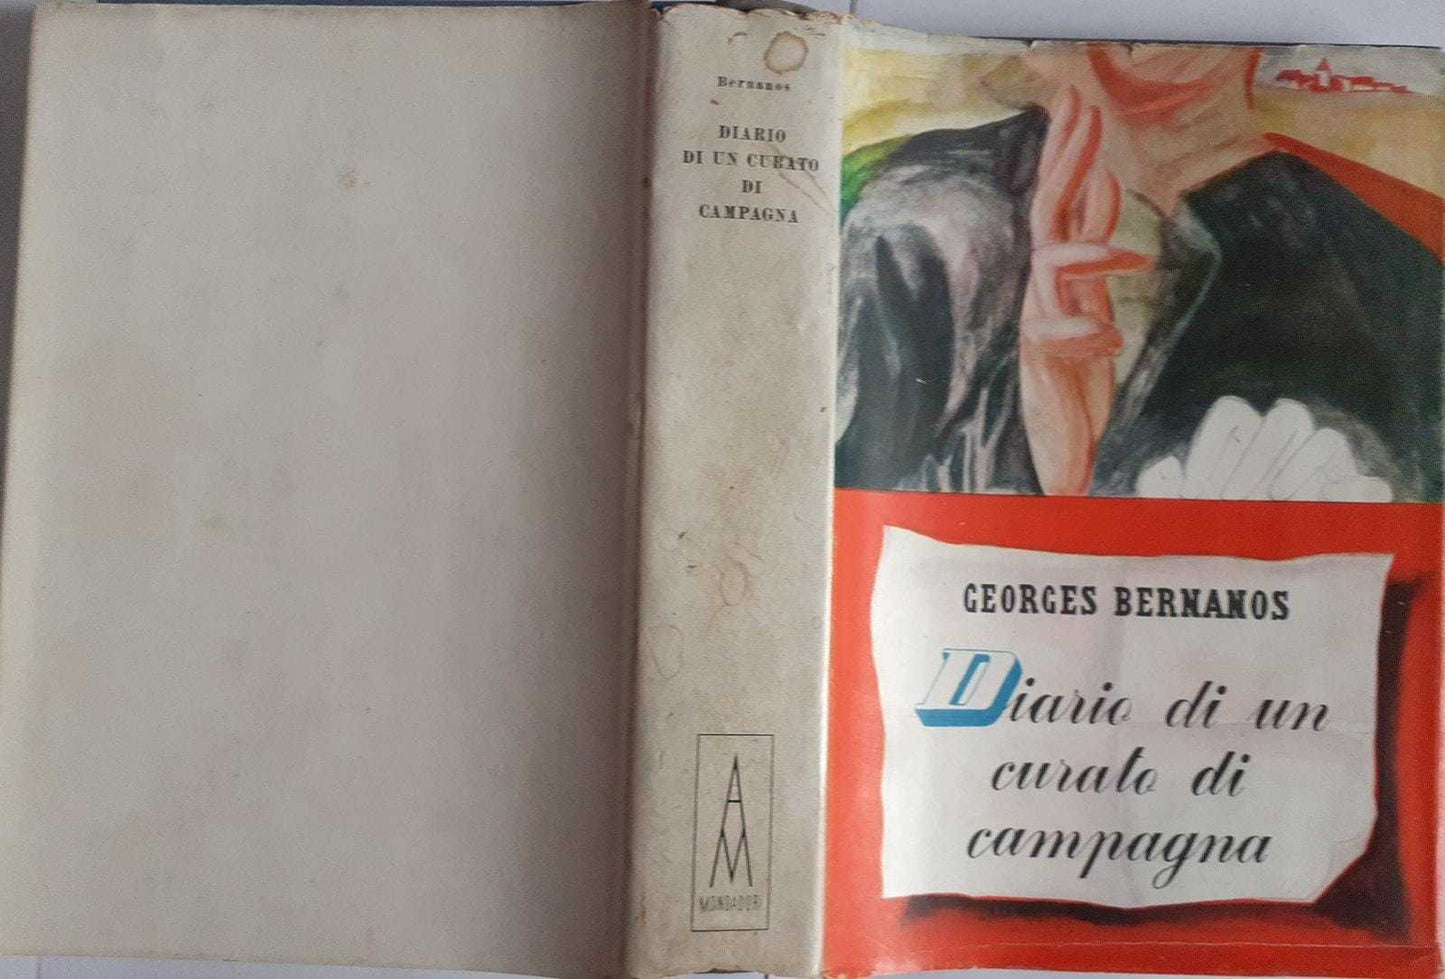 Bernanos
DIARIO
DI UN CURATO
DI
CAMPAGNA
AM
MONDADORI
GEORGES BERNANOS
Diario di un
curato di
campagna